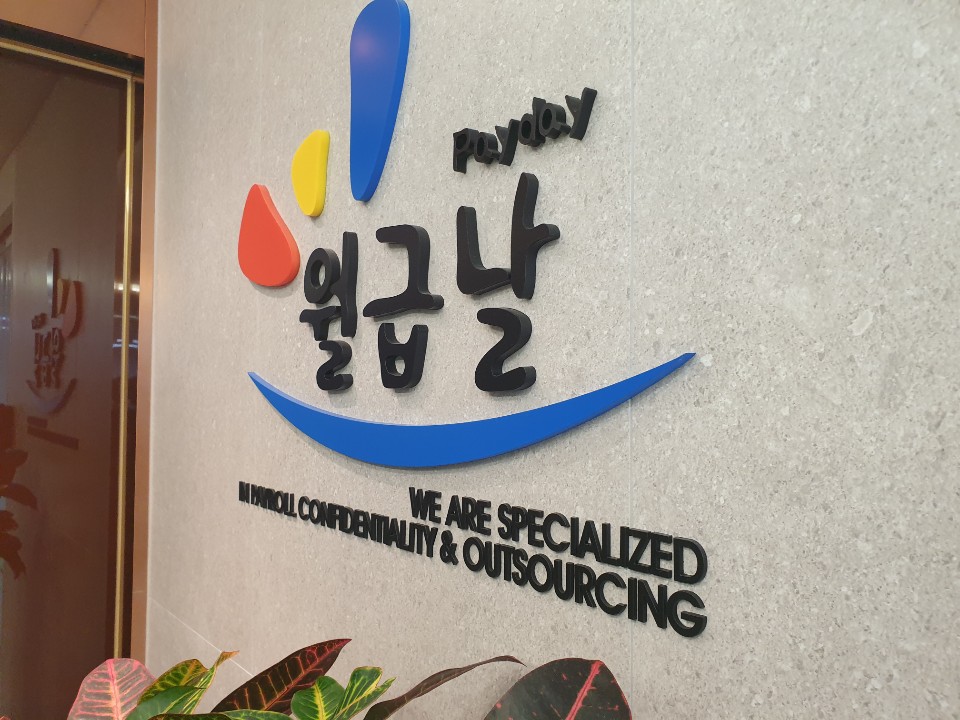 payday
월급날
WE ARE SPECIALIZED
IN PAYROLL CONFIDENTIALITY & OUTSOURCING